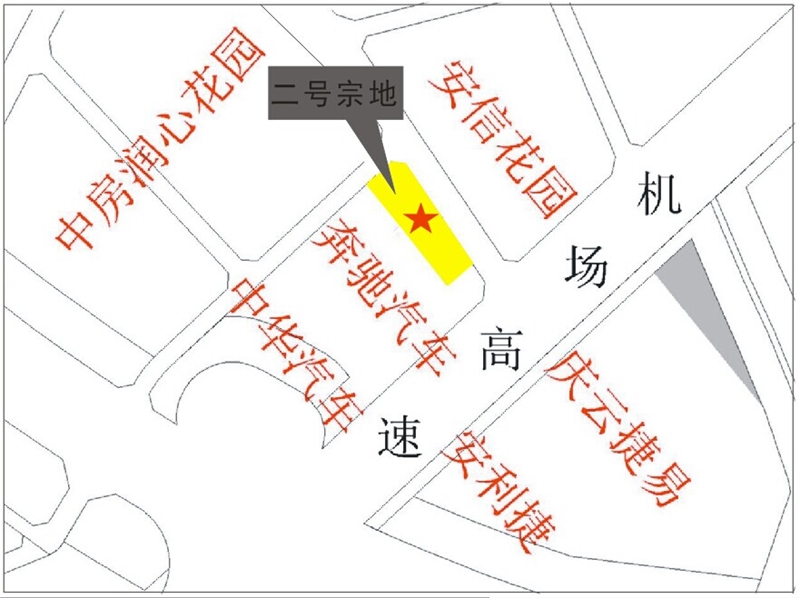 中房润心花园
二号宗地
安信花园
机场高速
奔驰汽车
中华汽车
庆云捷易
安利捷